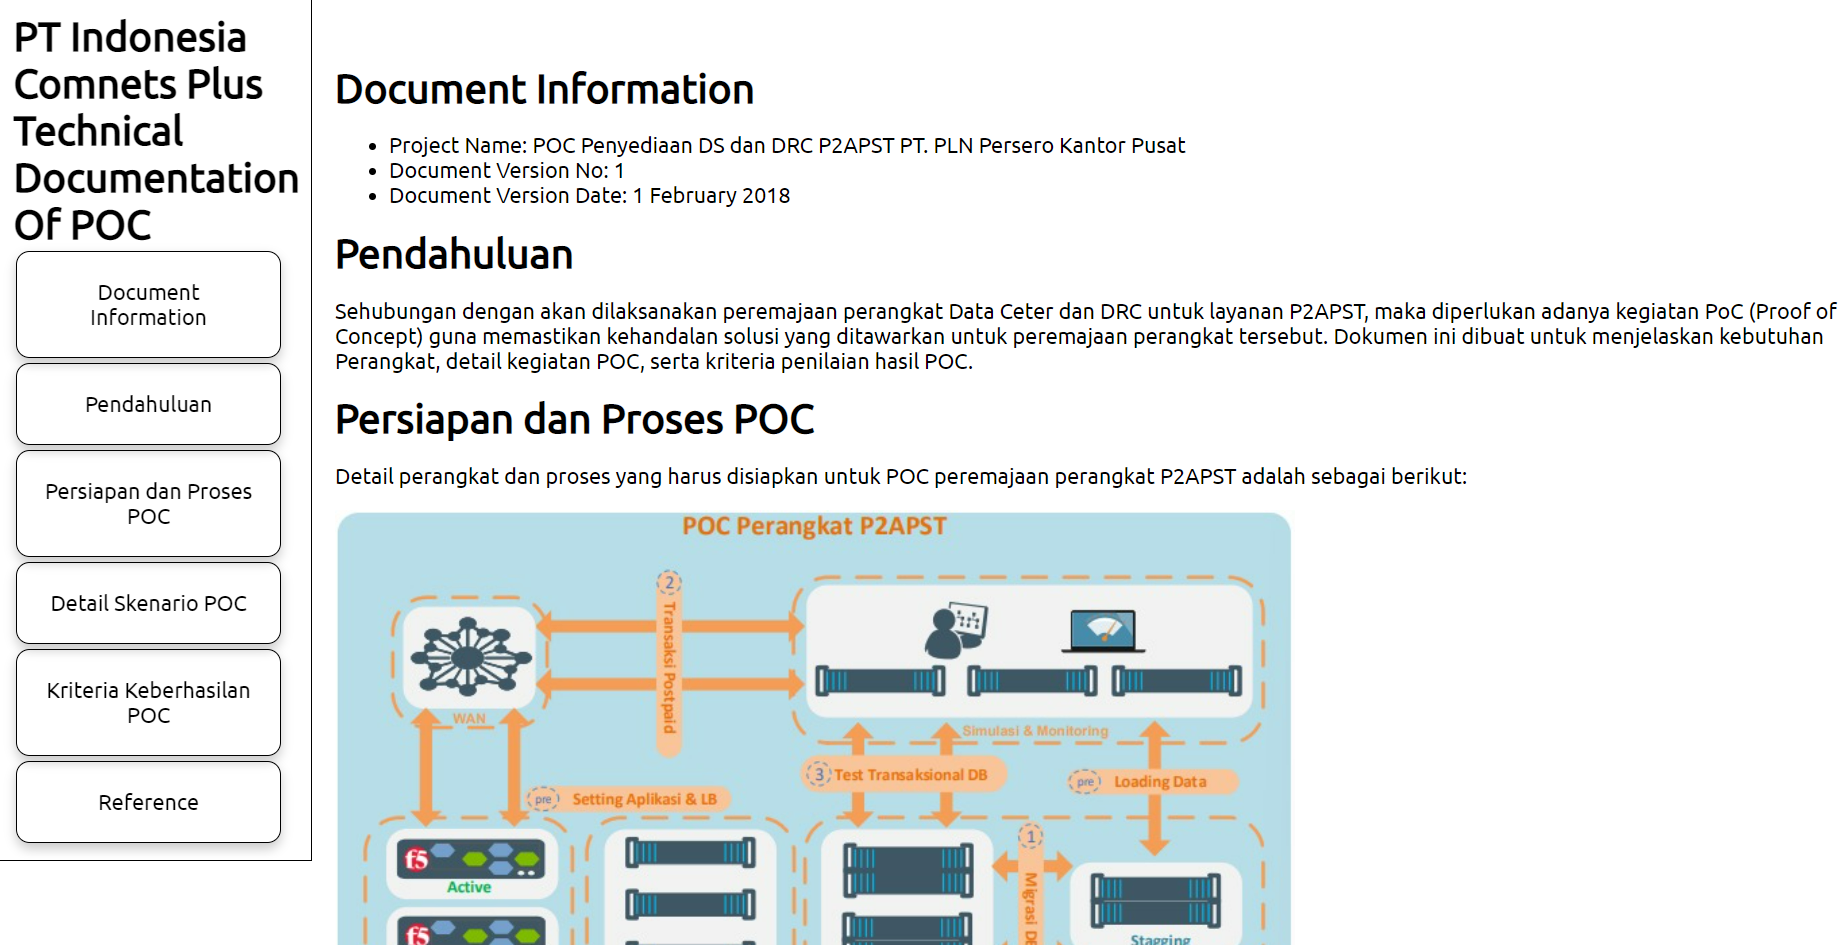 PT Indonesia
Comnets Plus
Technical
Documentation
Of POC
Document
Information
Pendahuluan
Persiapan dan Proses
POC
Detail Skenario POC
Kriteria Keberhasilan
POC
Reference
Document Information
Project Name: POC Penyediaan DS dan DRC P2APST PT. PLN Persero Kantor Pusat
Document Version No: 1
Document Version Date: 1 February 2018
Pendahuluan
Sehubungan dengan akan dilaksanakan peremajaan perangkat Data Ceter dan DRC untuk layanan P2APST, maka diperlukan adanya kegiatan PoC (Proof of
Concept) guna memastikan kehandalan solusi yang ditawarkan untuk peremajaan perangkat tersebut. Dokumen ini dibuat untuk menjelaskan kebutuhan
Perangkat, detail kegiatan POC, serta kriteria penilaian hasil POC.
Persiapan dan Proses POC
Detail perangkat dan proses yang harus disiapkan untuk POC peremajaan perangkat P2APST adalah sebagai berikut:
POC Perangkat P2APST
2
Transaksi Postpaid
WAN
Simulasi & Monitoring
3 Test Transaksional DB
pre Loading Data
pre Setting Aplikasi & LB
1
Migrasi DB
f5
Active
f5
Stagging